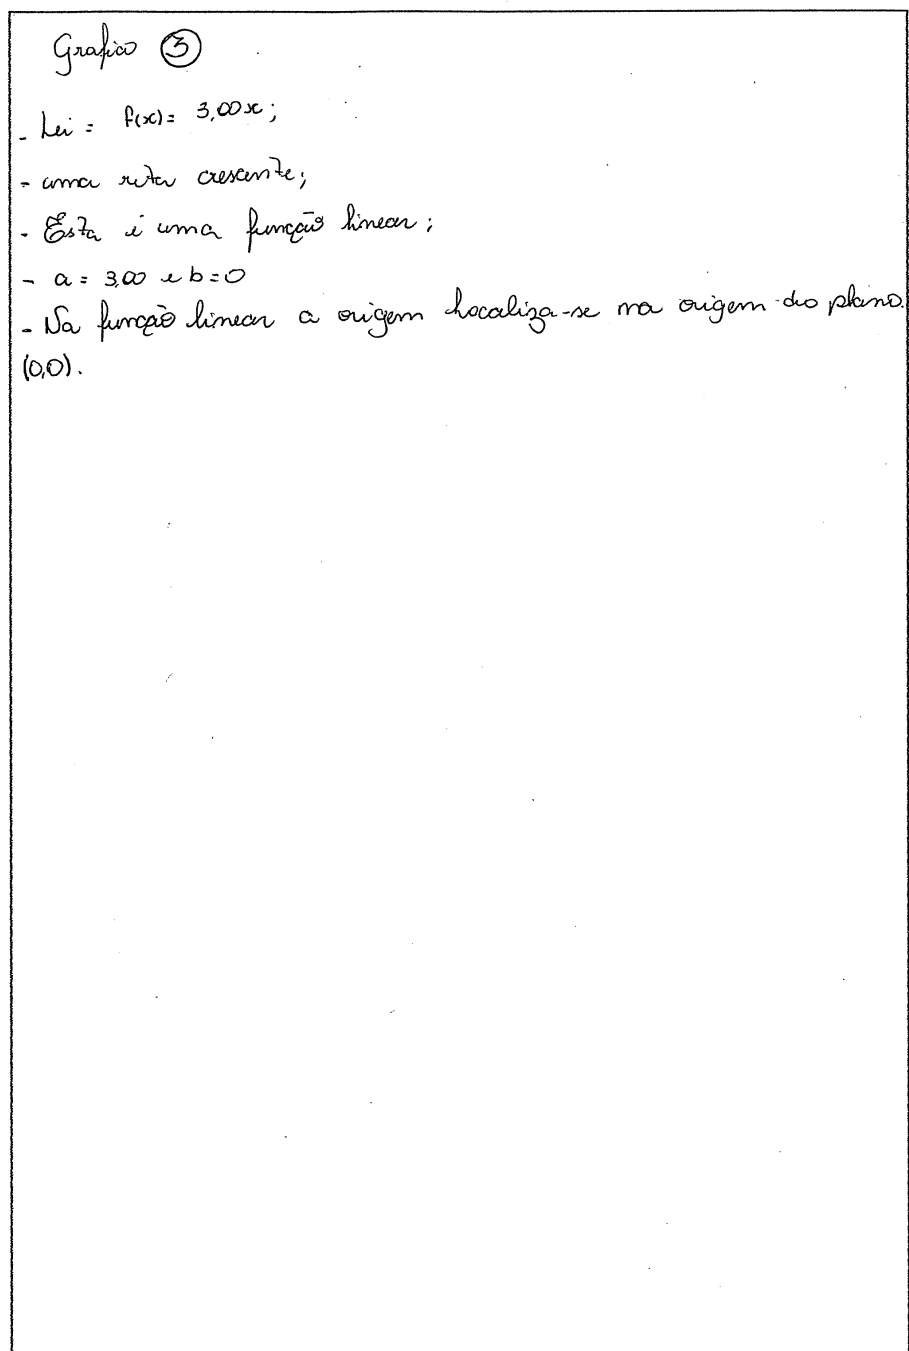 Grafico ③
- Lei = f(x) = 3,00x;
- uma reta crescente;
- Esta é uma função linear;
- a = 3,00 e b = 0
- Na função linear a origem localiza-se na origem do plano.
(0,0).